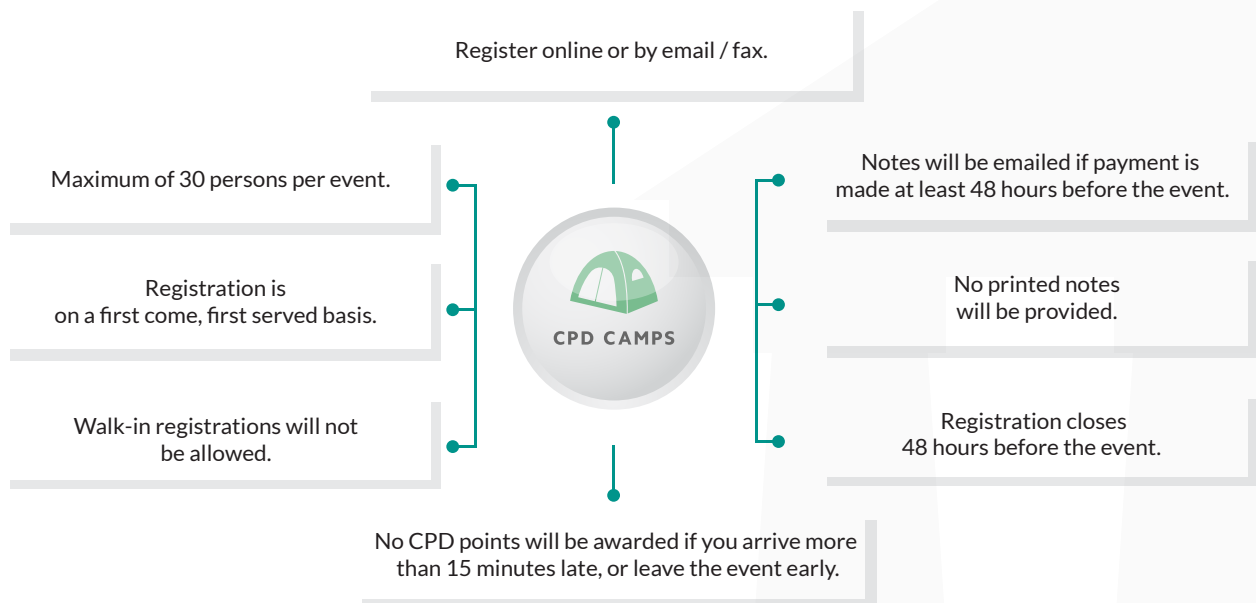 Register online or by email / fax.
Maximum of 30 persons per event.
Registration is
on a first come, first served basis.
Walk-in registrations will not
be allowed.
CPD CAMPS
Notes will be emailed if payment is
made at least 48 hours before the event.
No printed notes
will be provided.
Registration closes
48 hours before the event.
No CPD points will be awarded if you arrive more
than 15 minutes late, or leave the event early.